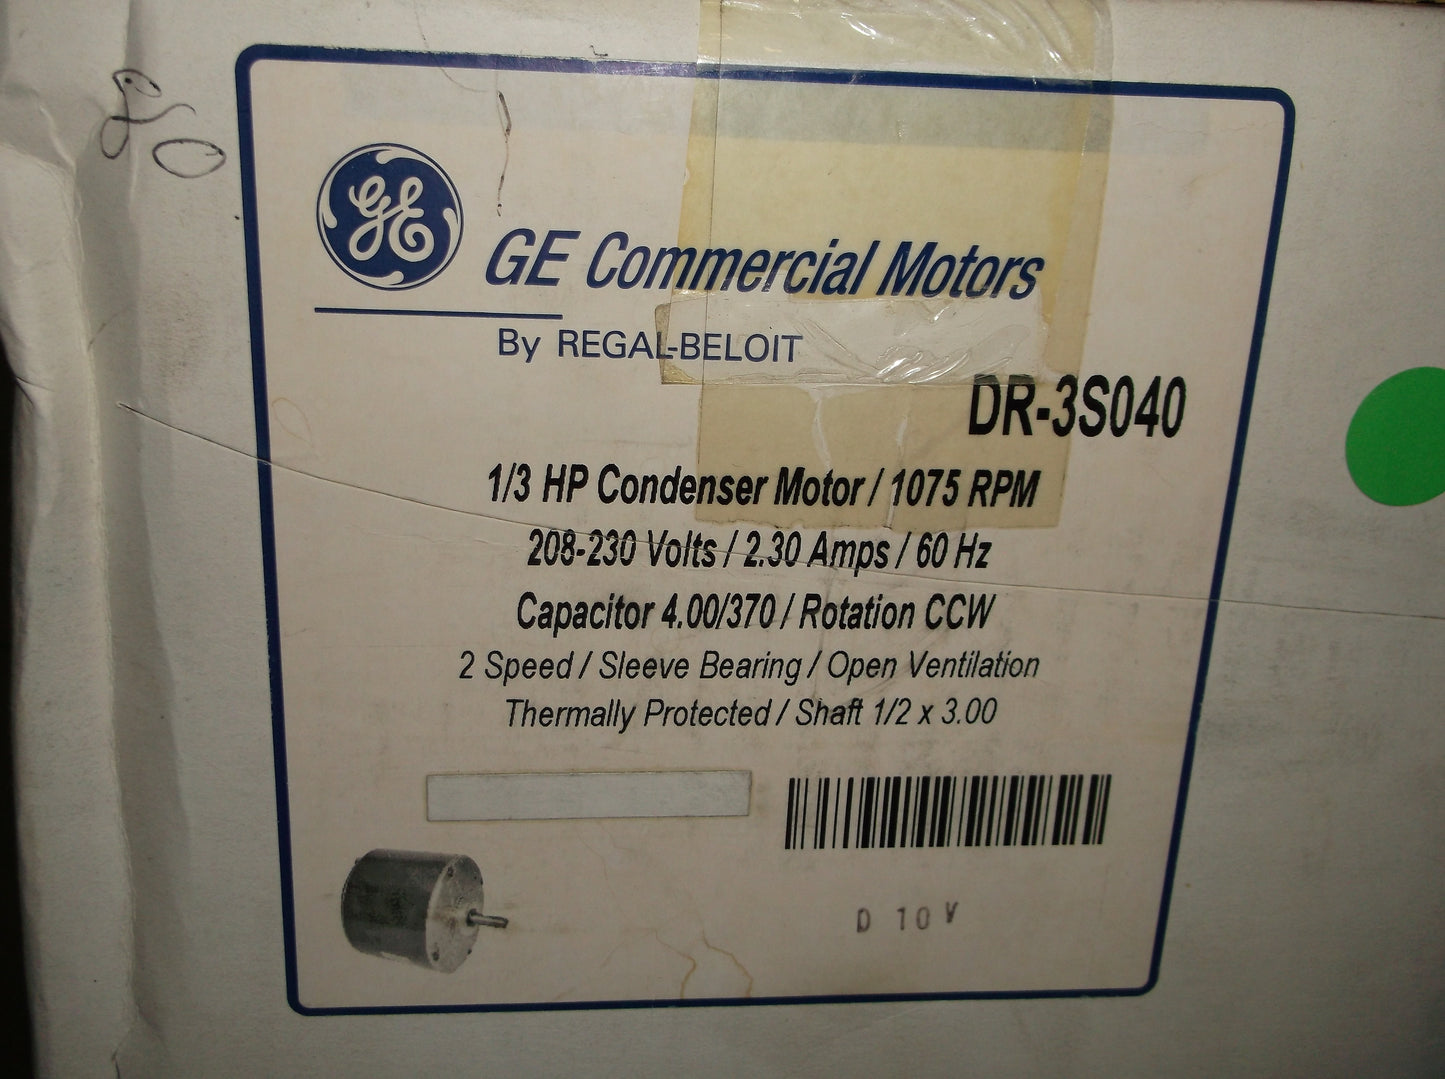 GE
GE Commercial Motors
By REGAL-BELOIT
DR-3S040
1/3 HP Condenser Motor / 1075 RPM
208-230 Volts / 2.30 Amps / 60 Hz
Capacitor 4.00/370 / Rotation CCW
2 Speed / Sleeve Bearing / Open Ventilation
Thermally Protected / Shaft 1/2 x 3.00
D 10 V